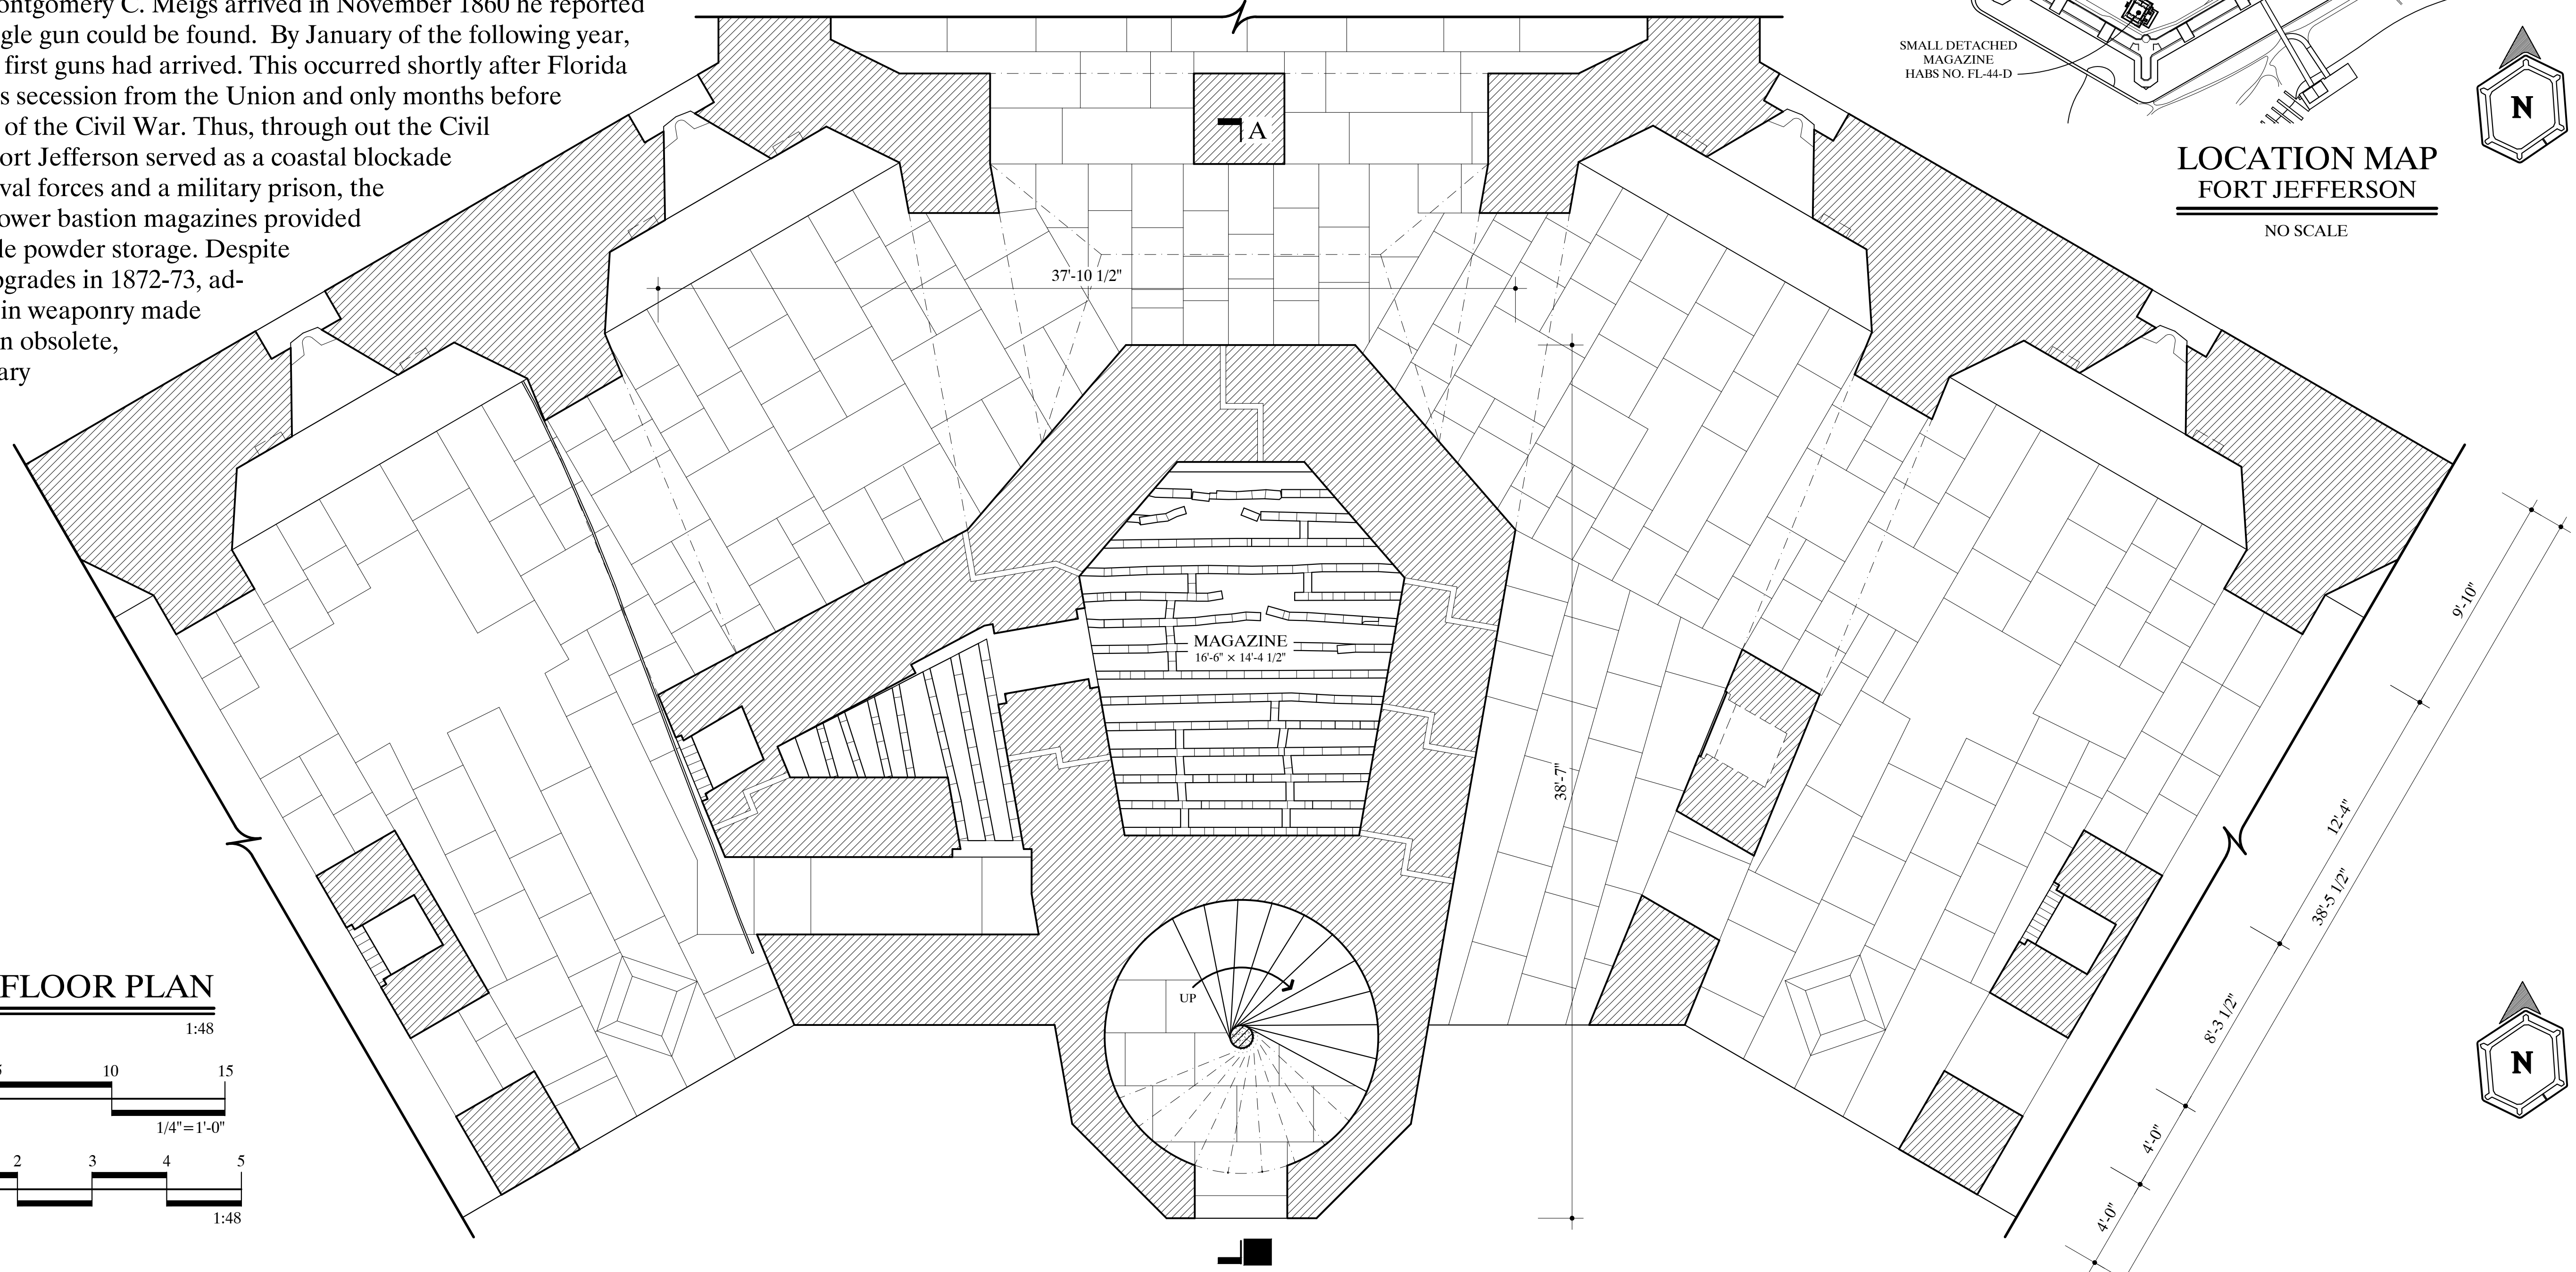 ontgomery C. Meigs arrived in November 1860 he reported
gle gun could be found. By January of the following year,
first guns had arrived. This occurred shortly after Florida
s secession from the Union and only months before
of the Civil War. Thus, through out the Civil
ort Jefferson served as a coastal blockade
val forces and a military prison, the
ower bastion magazines provided
le powder storage. Despite
pgrades in 1872-73, ad-
in weaponry made
n obsolete,
ary
SMALL DETACHED
MAGAZINE
HABS NO. FL-44-D
N
LOCATION MAP
FORT JEFFERSON
NO SCALE
A
37'-10 1/2"
MAGAZINE
16'-6" × 14'-4 1/2"
38'-7"
9'-10"
12'-4"
38'-5 1/2"
8'-3 1/2"
4'-0"
4'-0"
UP
FLOOR PLAN
1:48
10 15
1/4"=1'-0"
2 3 4 5
1:48
N